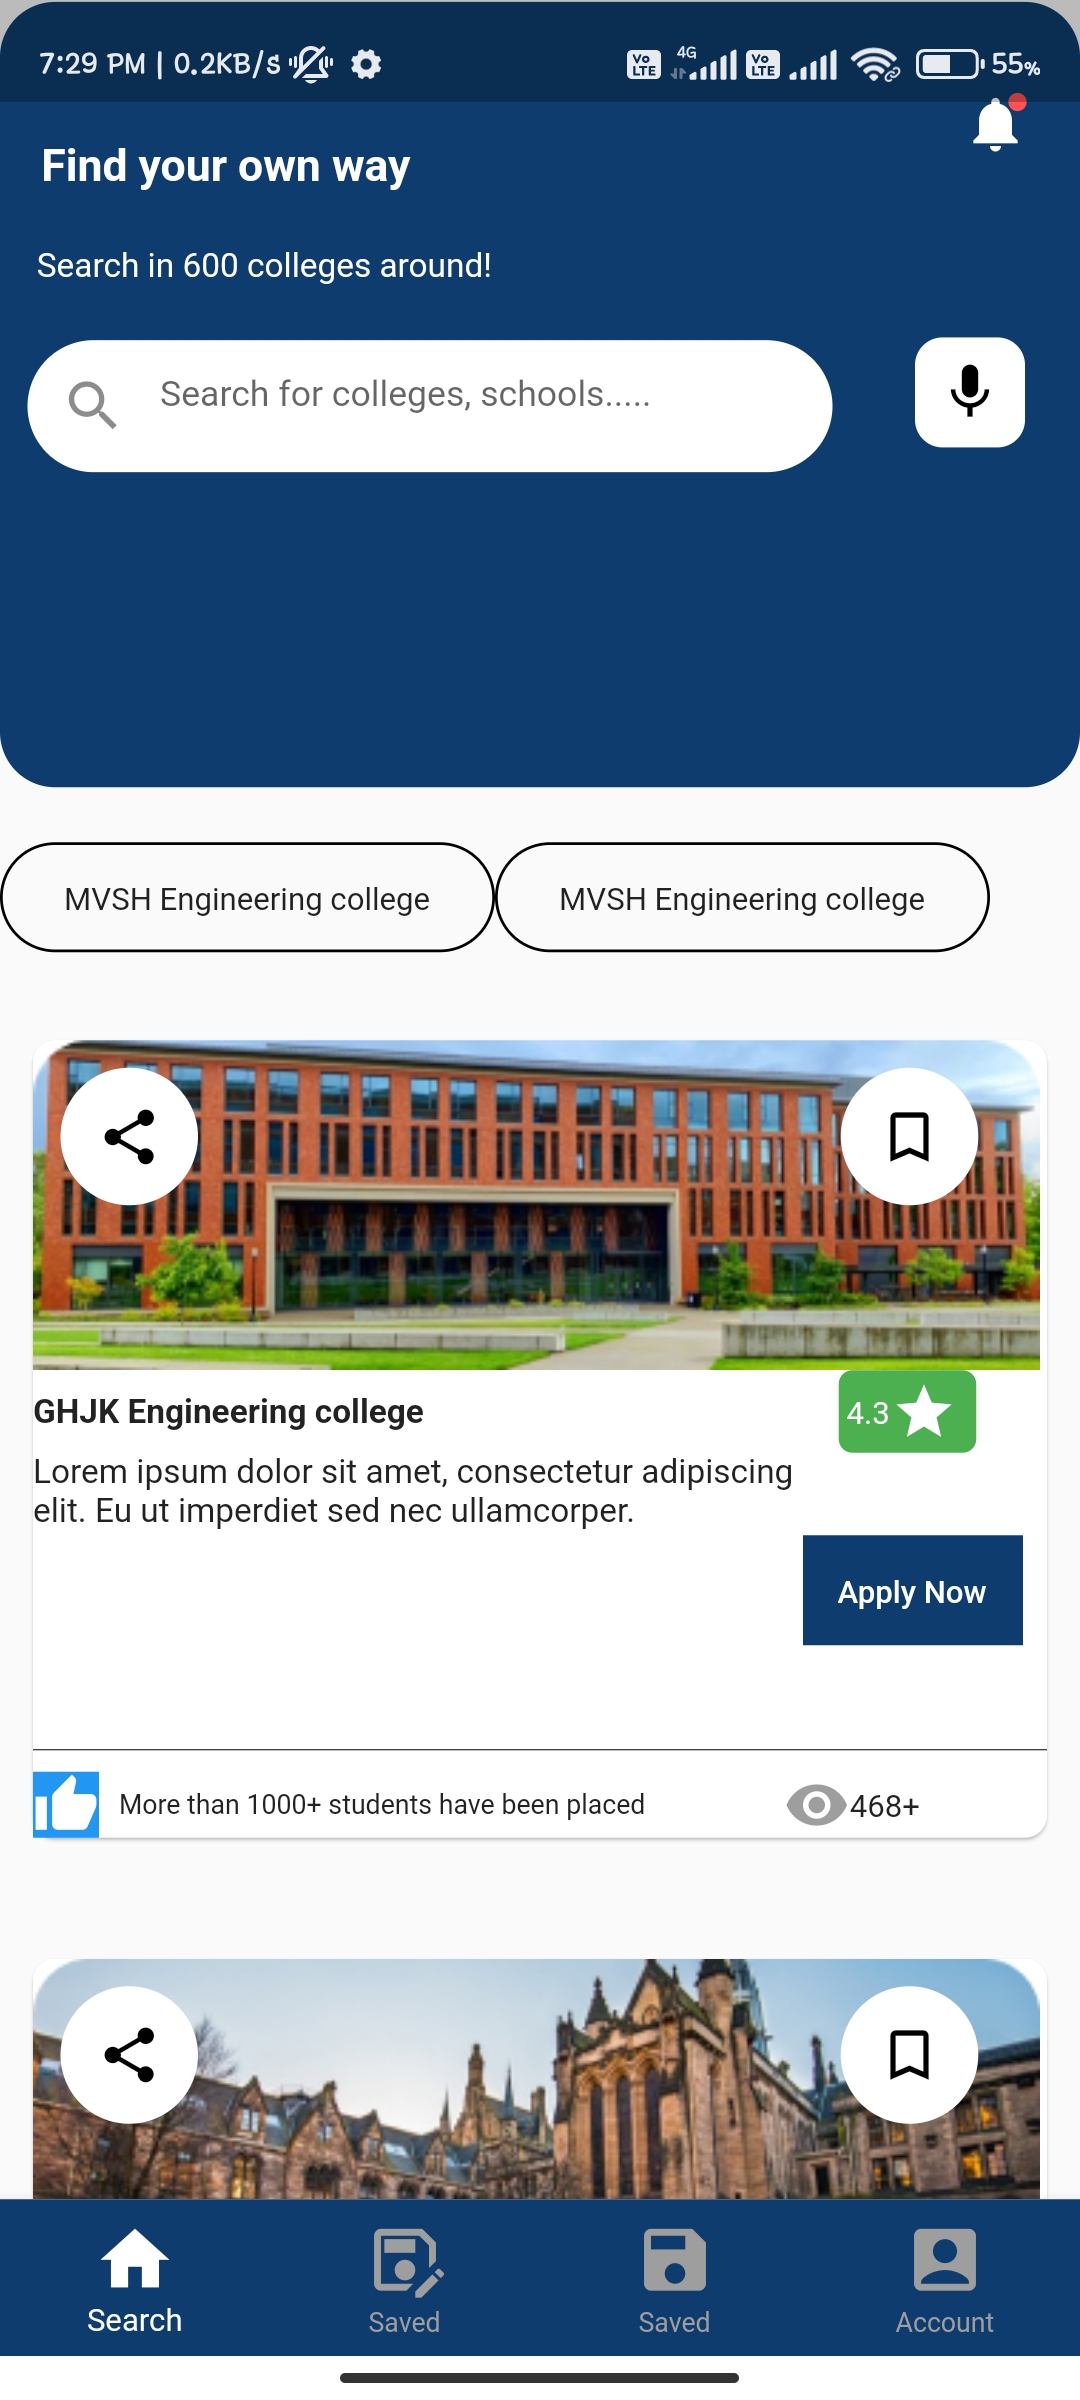 7:29 PM | 0.2KB/s Vo LTE 4G Vo LTE 55%
Find your own way
Search in 600 colleges around!
Search for colleges, schools.....
MVSH Engineering college MVSH Engineering college
GHJK Engineering college 4.3
Lorem ipsum dolor sit amet, consectetur adipiscing
elit. Eu ut imperdiet sed nec ullamcorper.
Apply Now
More than 1000+ students have been placed 468+
Search Saved Saved Account